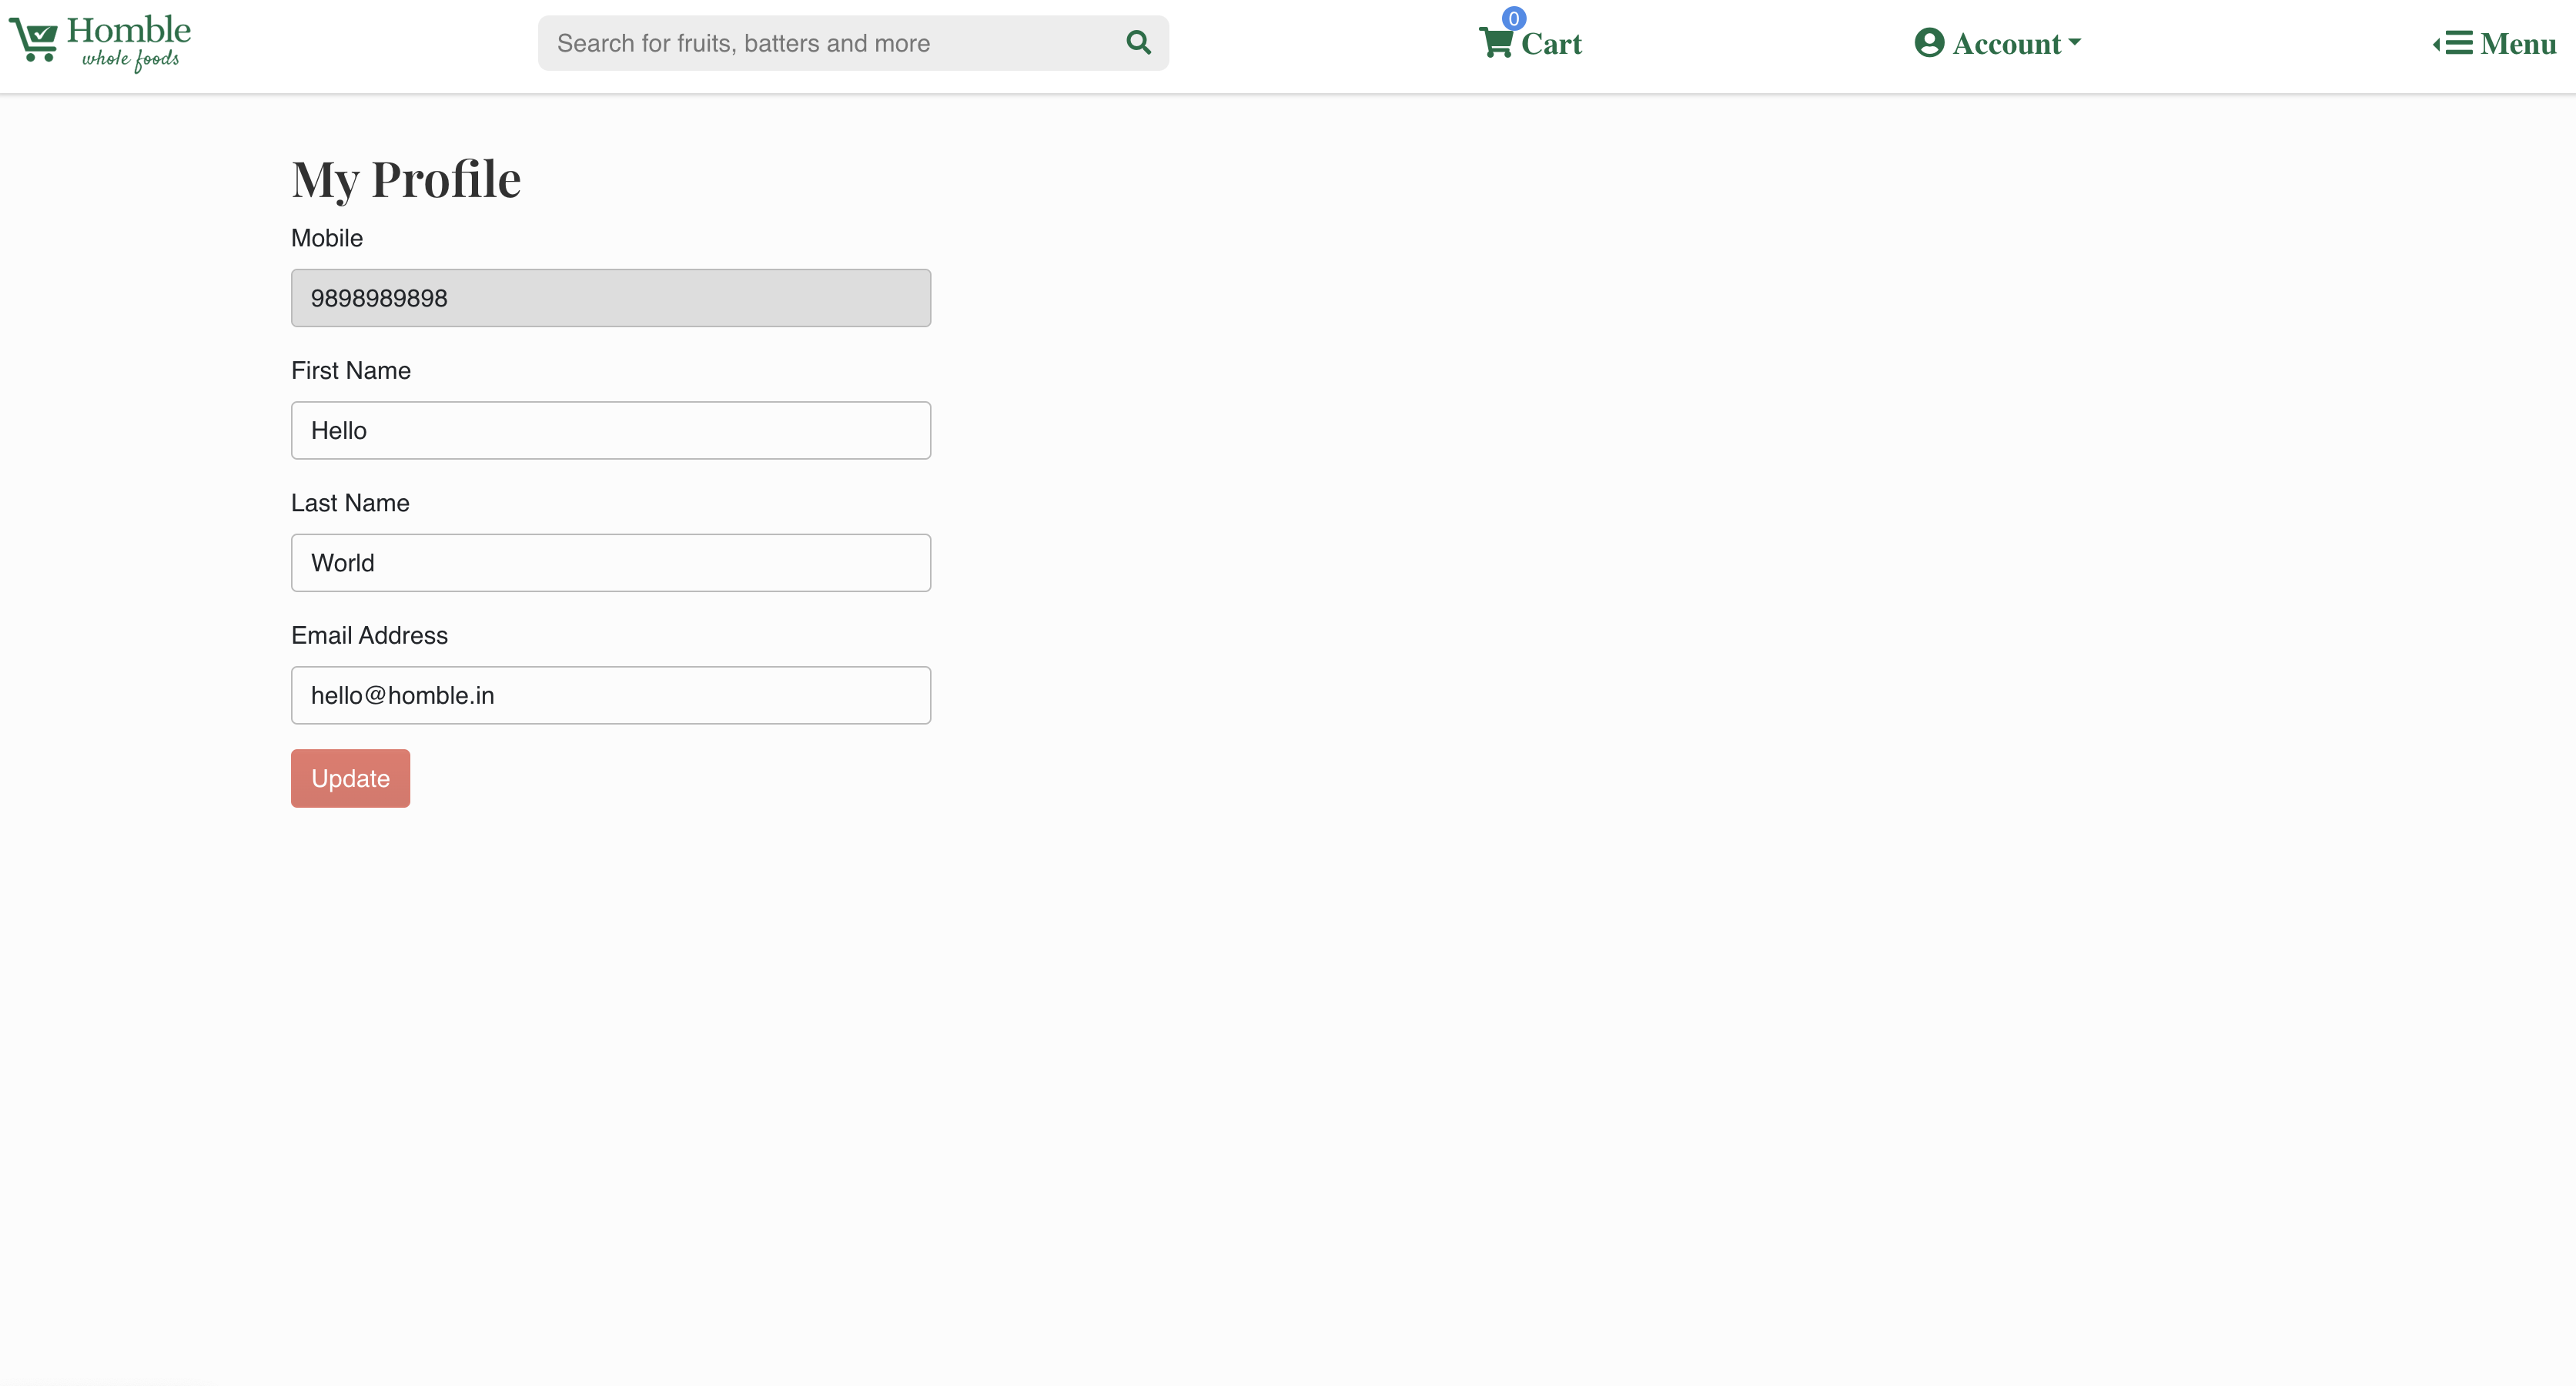 Homble
whole foods
Search for fruits, batters and more
0
Cart
Account
Menu
My Profile
Mobile
9898989898
First Name
Hello
Last Name
World
Email Address
hello@homble.in
Update